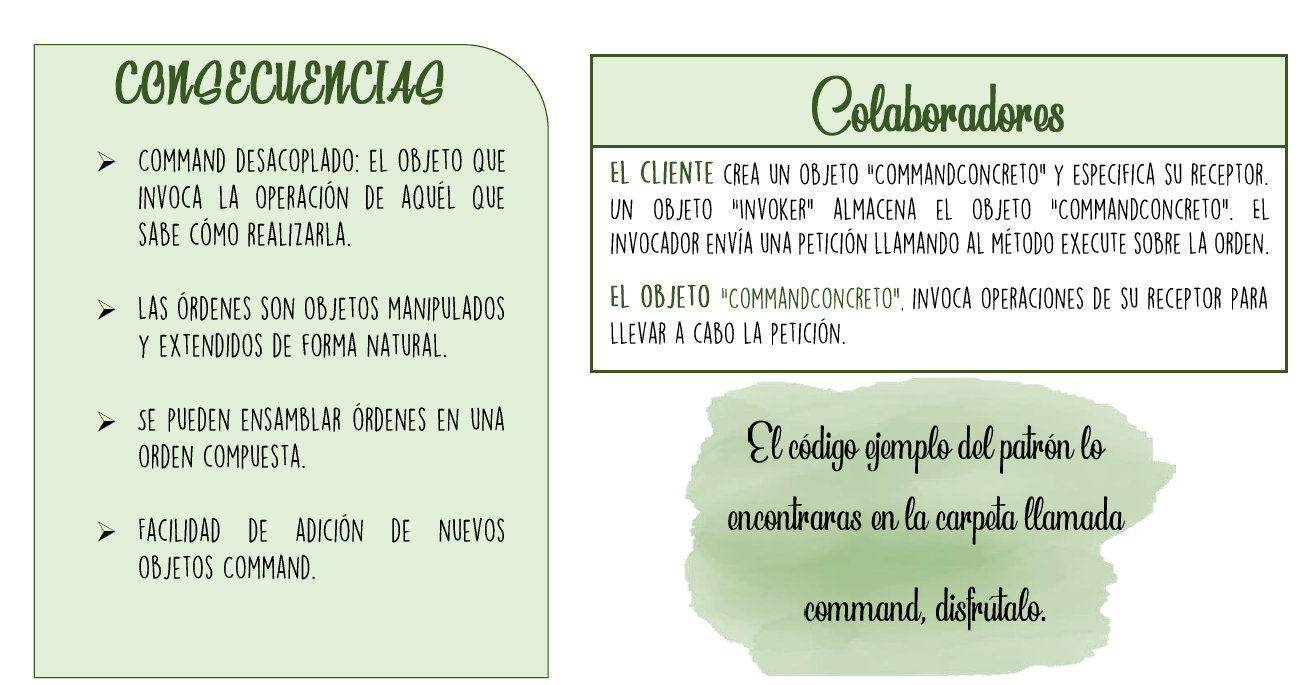 CONSECUENCIAS
COMMAND DESACOPLADO: EL OBJETO QUE
INVOCA LA OPERACIÓN DE AQUÉL QUE
SABE CÓMO REALIZARLA.
LAS ÓRDENES SON OBJETOS MANIPULADOS
Y EXTENDIDOS DE FORMA NATURAL.
SE PUEDEN ENSAMBLAR ÓRDENES EN UNA
ORDEN COMPUESTA.
FACILIDAD DE ADICIÓN DE NUEVOS
OBJETOS COMMAND.
Colaboradores
EL CLIENTE CREA UN OBJETO "COMMANDCONCRETO" Y ESPECIFICA SU RECEPTOR.
UN OBJETO "INVOKER" ALMACENA EL OBJETO "COMMANDCONCRETO". EL
INVOCADOR ENVÍA UNA PETICIÓN LLAMANDO AL MÉTODO EXECUTE SOBRE LA ORDEN.
EL OBJETO "COMMANDCONCRETO", INVOCA OPERACIONES DE SU RECEPTOR PARA
LLEVAR A CABO LA PETICIÓN.
El código ejemplo del patrón lo
encontraras en la carpeta llamada
command, disfrútalo.